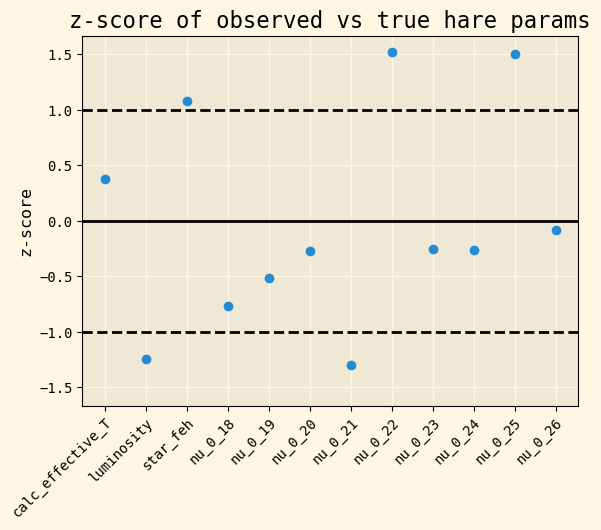 z-score of observed vs true hare params
z-score
1.5
1.0
0.5
0.0
−0.5
−1.0
−1.5
calc_effective_T
luminosity
star_feh
nu_0_18
nu_0_19
nu_0_20
nu_0_21
nu_0_22
nu_0_23
nu_0_24
nu_0_25
nu_0_26